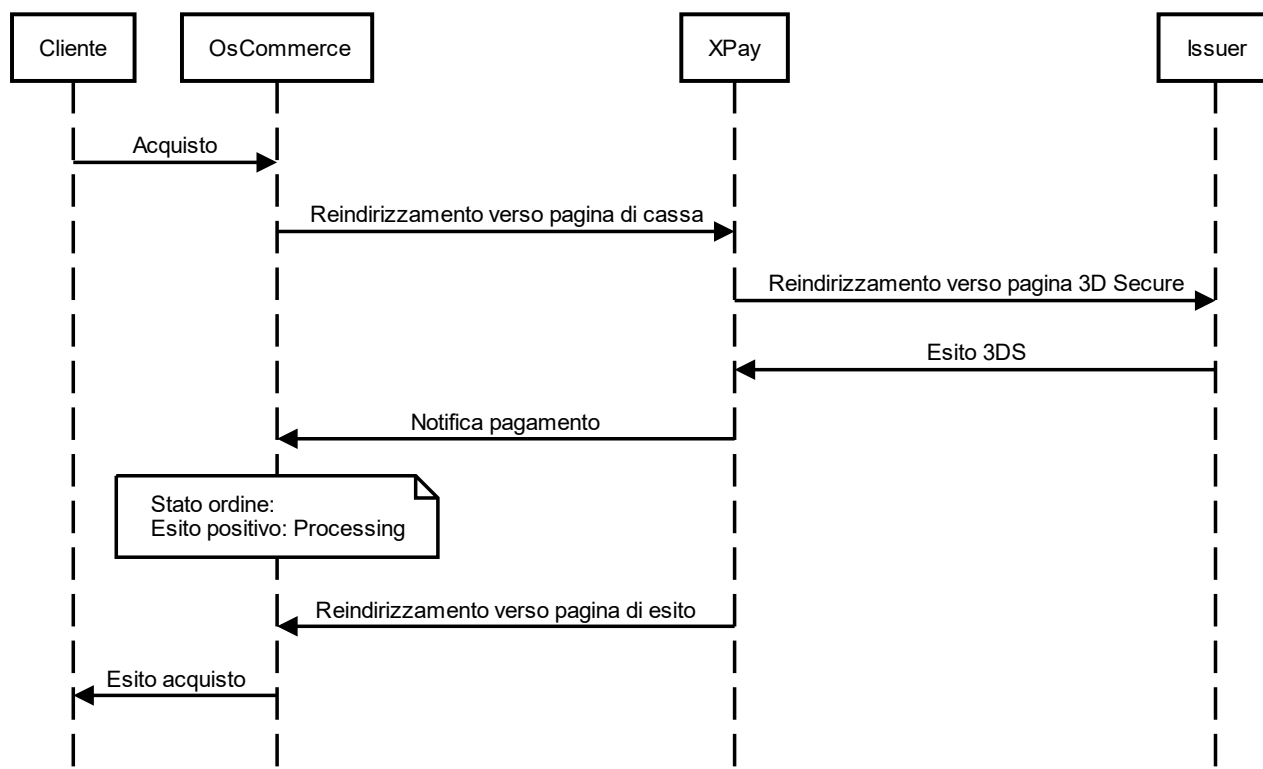 Cliente
OsCommerce
XPay
Issuer
Acquisto
Reindirizzamento verso pagina di cassa
Reindirizzamento verso pagina 3D Secure
Esito 3DS
Notifica pagamento
Stato ordine:
Esito positivo: Processing
Reindirizzamento verso pagina di esito
Esito acquisto